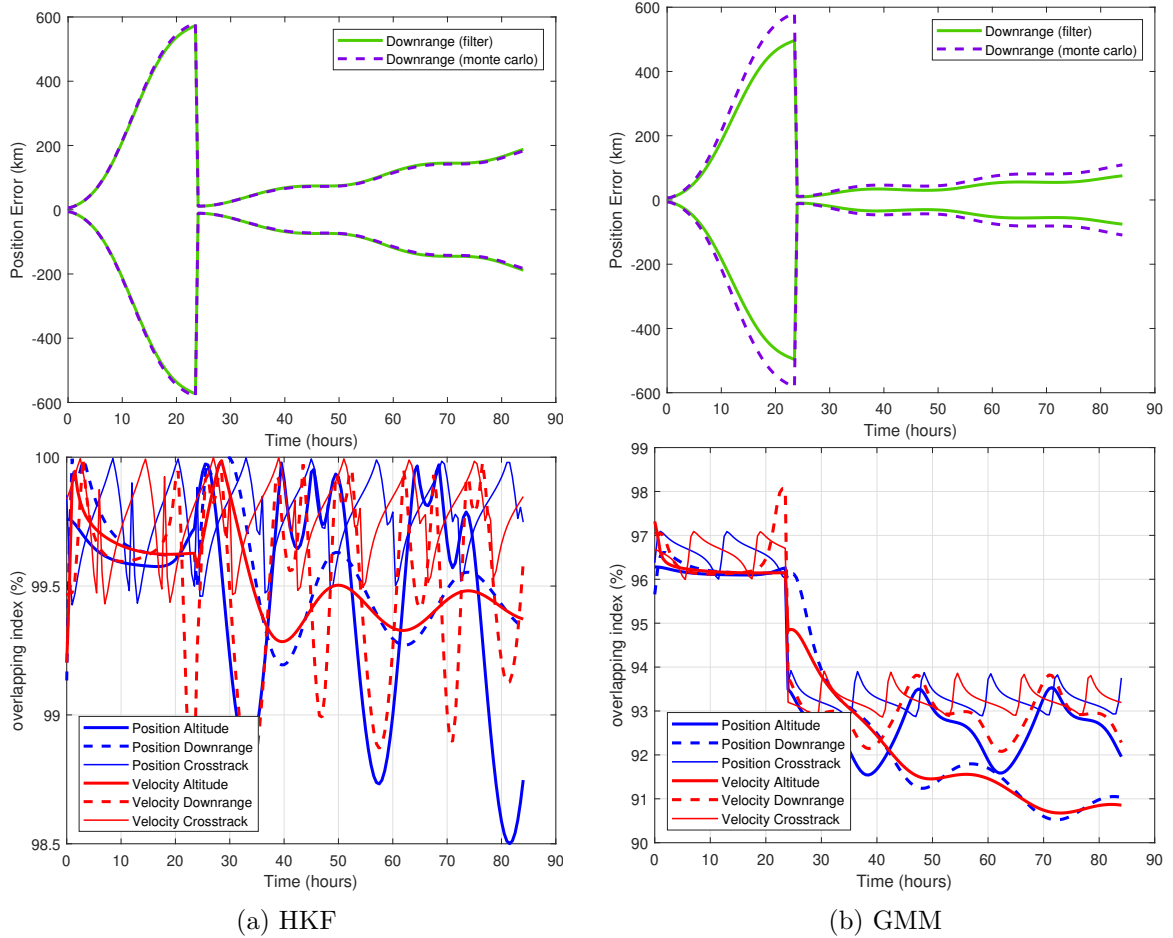 600
400
200
0
-200
-400
-600
Position Error (km)
0 10 20 30 40 50 60 70 80 90
Time (hours)
Downrange (filter)
Downrange (monte carlo)
600
400
200
0
-200
-400
-600
Position Error (km)
0 10 20 30 40 50 60 70 80 90
Time (hours)
Downrange (filter)
Downrange (monte carlo)
100
99.5
99
98.5
overlapping index (%)
Position Altitude
Position Downrange
Position Crosstrack
Velocity Altitude
Velocity Downrange
Velocity Crosstrack
0 10 20 30 40 50 60 70 80 90
Time (hours)
99
98
97
96
95
94
93
92
91
90
overlapping index (%)
Position Altitude
Position Downrange
Position Crosstrack
Velocity Altitude
Velocity Downrange
Velocity Crosstrack
0 10 20 30 40 50 60 70 80 90
Time (hours)
(a) HKF
(b) GMM